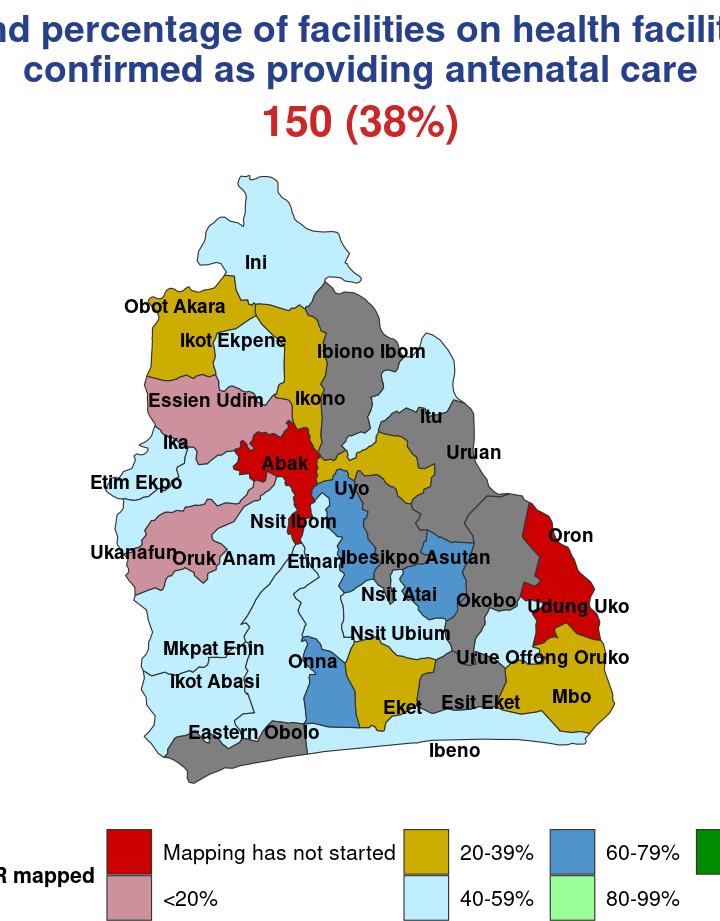 percentage of facilities on health
confirmed as providing antenatal care
150 (38%)
Ini
Obot Akara
Ikot Ekpene
Ibiono Ibom
Essien Udim
Ikono
Itu
Ika
Uruan
Abak
Etim Ekpo
Uyo
Nsit Ibom
Oron
Ukanafun
Oruk Anam
Etinan
Ibesikpo Asutan
Nsit Atai
Okobo
Udung Uko
Nsit Ubium
Mkpat Enin
Onna
Urue Offong Oruko
Ikot Abasi
Esit Eket
Mbo
Eket
Eastern Obolo
Ibeno
mapped
Mapping has not started
20-39%
60-79%
<20%
40-59%
80-99%